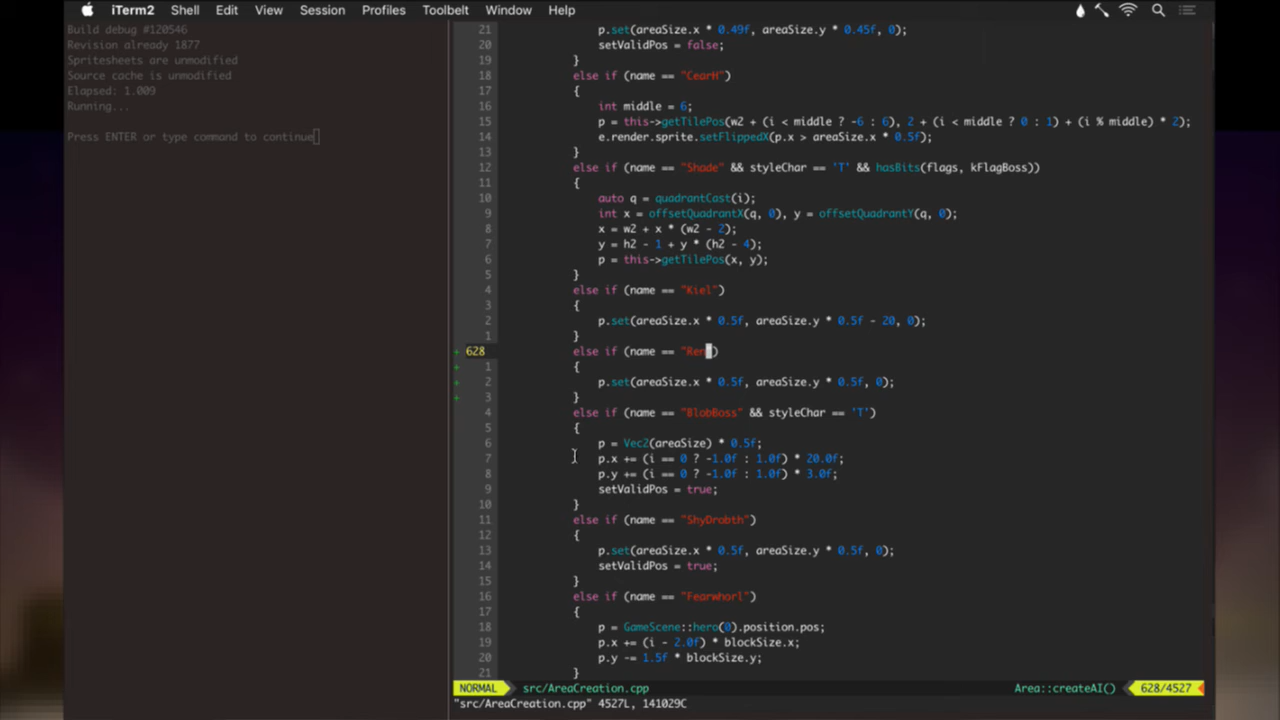 iTerm2 Shell Edit View Session Profiles Toolbelt Window Help
Build debug #120546
Revision already 1877
Spritesheets are unmodified
Source cache is unmodified
Elapsed: 1.009
Running...
Press ENTER or type command to continue
21 p.set(areaSize.x * 0.49f, areaSize.y * 0.45f, 0);
20 setValidPos = false;
19 }
18 else if (name == "CearH")
17 {
16 int middle = 6;
15 p = this->getTilePos(w2 + (i < middle ? -6 : 6), 2 + (i < middle ? 0 : 1) + (i % middle) * 2);
14 e.render.sprite.setFlippedX(p.x > areaSize.x * 0.5f);
13 }
12 else if (name == "Shade" && styleChar == 'T' && hasBits(flags, kFlagBoss))
11 {
10 auto q = quadrantCast(i);
9 int x = offsetQuadrantX(q, 0), y = offsetQuadrantY(q, 0);
8 x = w2 + x * (w2 - 2);
7 y = h2 - 1 + y * (h2 - 4);
6 p = this->getTilePos(x, y);
5 }
4 else if (name == "Kiel")
3 {
2 p.set(areaSize.x * 0.5f, areaSize.y * 0.5f - 20, 0);
1 }
+ 628 else if (name == "Ren")
+ 1 {
+ 2 p.set(areaSize.x * 0.5f, areaSize.y * 0.5f, 0);
+ 3 }
4 else if (name == "BlobBoss" && styleChar == 'T')
5 {
6 p = Vec2(areaSize) * 0.5f;
7 p.x += (i == 0 ? -1.0f : 1.0f) * 20.0f;
8 p.y += (i == 0 ? -1.0f : 1.0f) * 3.0f;
9 setValidPos = true;
10 }
11 else if (name == "ShyDrabth")
12 {
13 p.set(areaSize.x * 0.5f, areaSize.y * 0.5f, 0);
14 setValidPos = true;
15 }
16 else if (name == "Fearwhorl")
17 {
18 p = GameScene::hero(0).position.pos;
19 p.x += (i - 2.0f) * blockSize.x;
20 p.y -= 1.5f * blockSize.y;
21 }
NORMAL src/AreaCreation.cpp Area::createAI() 628/4527
"src/AreaCreation.cpp" 4527L, 141029C